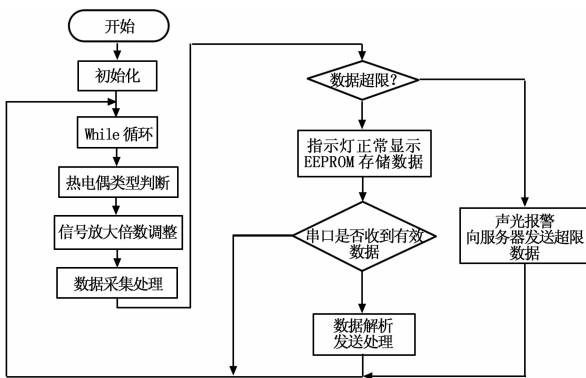 开始
初始化
While 循环
热电偶类型判断
信号放大倍数调整
数据采集处理
数据超限？
指示灯正常显示
EEPROM 存储数据
串口是否收到有效
数据
数据解析
发送处理
声光报警
向服务器发送超限
数据